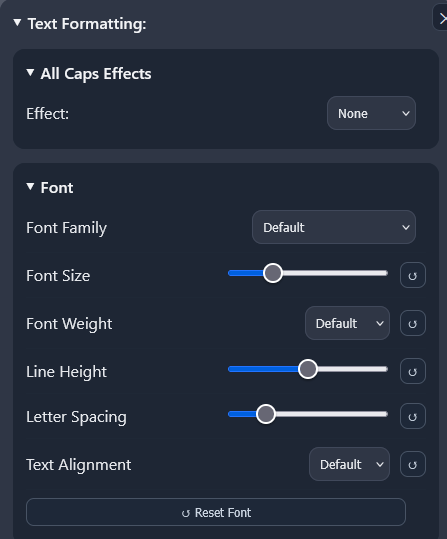 ▼ Text Formatting:
▼ All Caps Effects
Effect: None
▼ Font
Font Family Default
Font Size ↺
Font Weight Default ↺
Line Height ↺
Letter Spacing ↺
Text Alignment Default ↺
↺ Reset Font